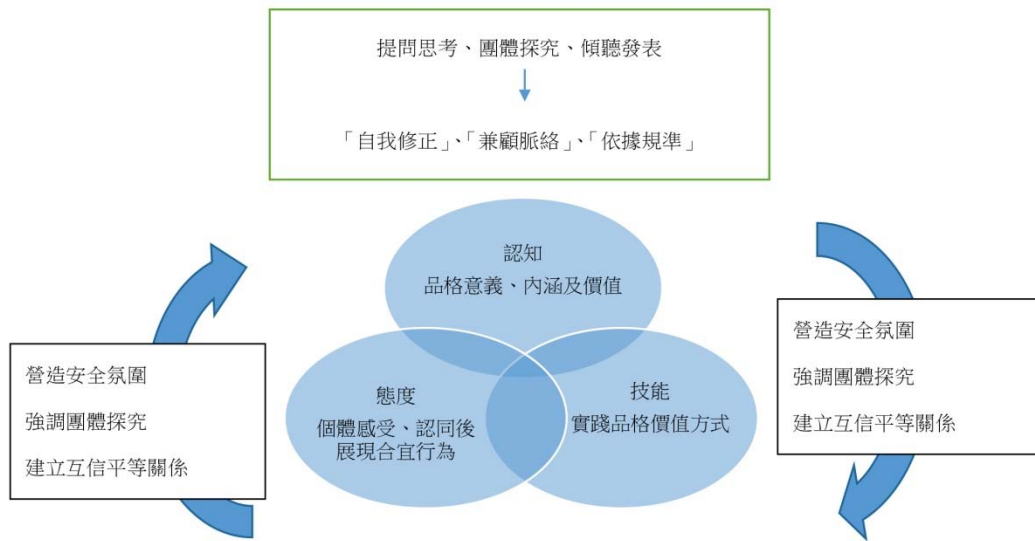 提問思考、團體探究、傾聽發表
「自我修正」、「兼顧脈絡」、「依據規準」
認知
品格意義、內涵及價值
營造安全氛圍
強調團體探究
建立互信平等關係
態度
個體感受、認同後
展現合宜行為
技能
實踐品格價值方式
營造安全氛圍
強調團體探究
建立互信平等關係